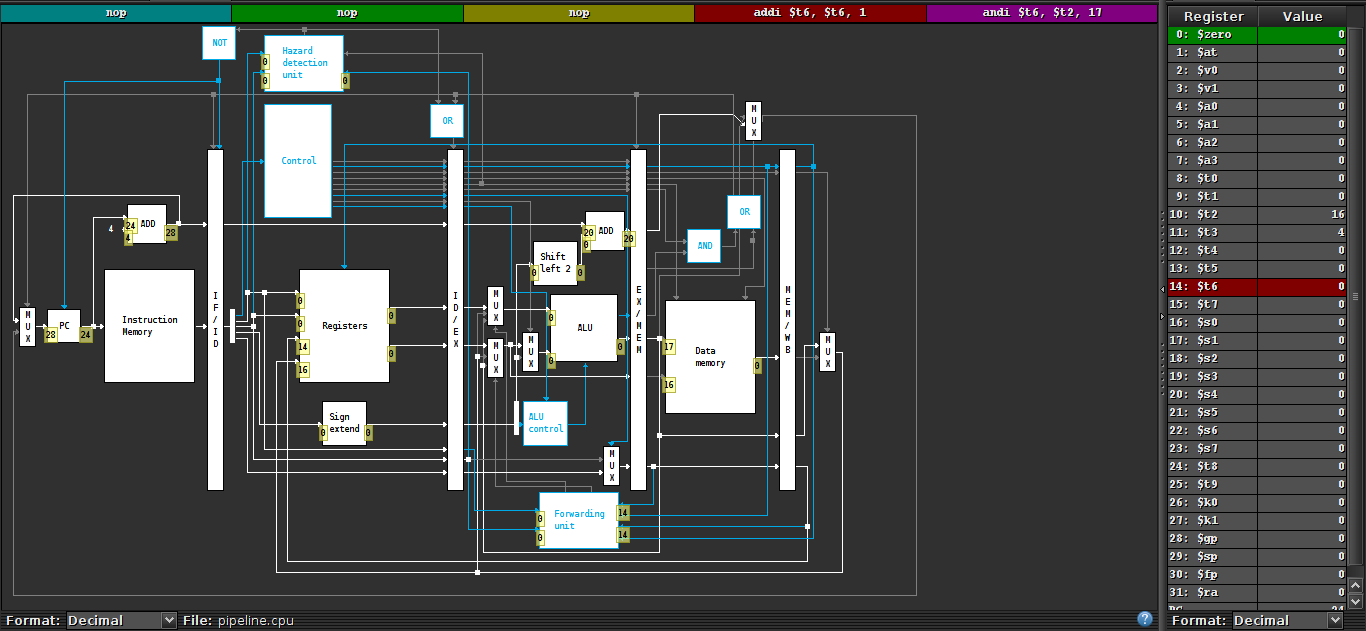 nop nop nop addi $t6, $t6, 1 andi $t6, $t2, 17
Register Value
0: $zero 0
1: $at 0
2: $v0 0
3: $v1 0
4: $a0 0
5: $a1 0
6: $a2 0
7: $a3 0
8: $t0 0
9: $t1 0
10: $t2 16
11: $t3 4
12: $t4 0
13: $t5 0
14: $t6 0
15: $t7 0
16: $s0 0
17: $s1 0
18: $s2 0
19: $s3 0
20: $s4 0
21: $s5 0
22: $s6 0
23: $s7 0
24: $t8 0
25: $t9 0
26: $k0 0
27: $k1 0
28: $gp 0
29: $sp 0
30: $fp 0
31: $ra 0
NOT
Hazard
detection
unit
0
0
0
Control
OR
MUX
OR
AND
4
24
4
ADD
28
MUX
28
PC
24
Instruction
Memory
IF/ID
0
0
14
16
Registers
0
0
0
Sign
extend
0
ID/EX
MUX
MUX
MUX
0
Shift
left 2
0
20
0
ADD
20
0
0
ALU
0
ALU
control
MUX
0
0
Forwarding
unit
14
14
EX/MEM
17
16
Data
memory
0
MEM/WB
MUX
Format: Decimal File: pipeline.cpu ?
Format: Decimal